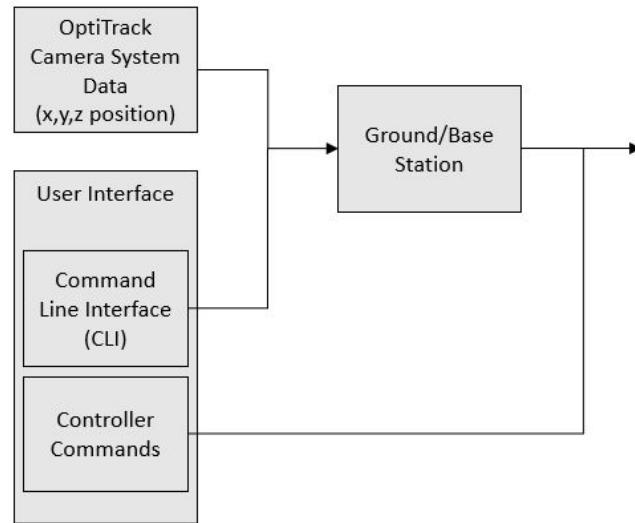 OptiTrack
Camera System
Data
(x,y,z position)
Ground/Base
Station
User Interface
Command
Line Interface
(CLI)
Controller
Commands